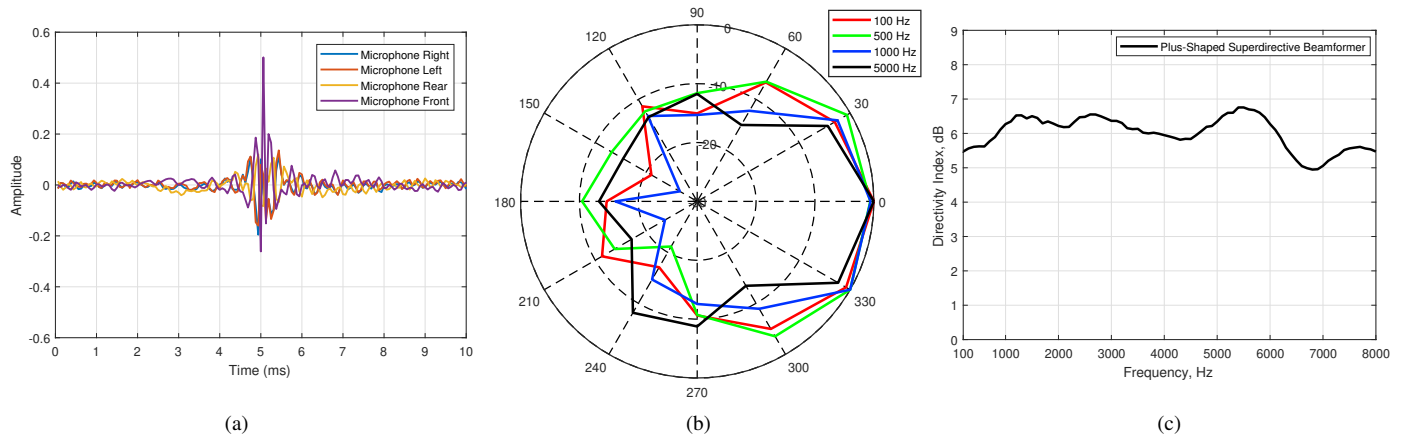 0.6
0.4
0.2
0
-0.2
-0.4
-0.6
Amplitude
Microphone Right
Microphone Left
Microphone Rear
Microphone Front
0 1 2 3 4 5 6 7 8 9 10
Time (ms)
(a)
90
60
30
0
330
300
270
240
210
180
150
120
0
-10
-20
100 Hz
500 Hz
1000 Hz
5000 Hz
(b)
9
8
7
6
5
4
3
2
1
0
Directivity Index, dB
Plus-Shaped Superdirective Beamformer
100 1000 2000 3000 4000 5000 6000 7000 8000
Frequency, Hz
(c)